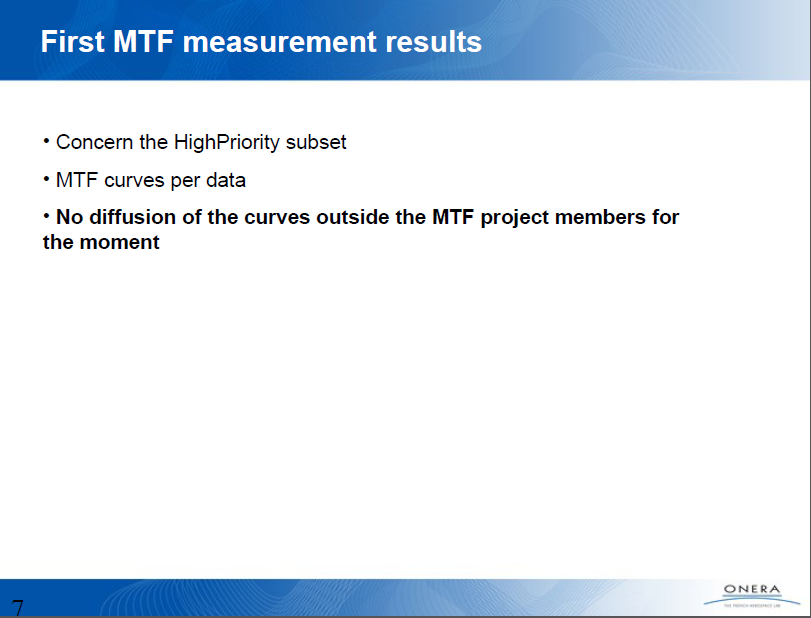 First MTF measurement results
• Concern the HighPriority subset
• MTF curves per data
• No diffusion of the curves outside the MTF project members for
the moment
7
ONERA
THE FRENCH AEROSPACE LAB